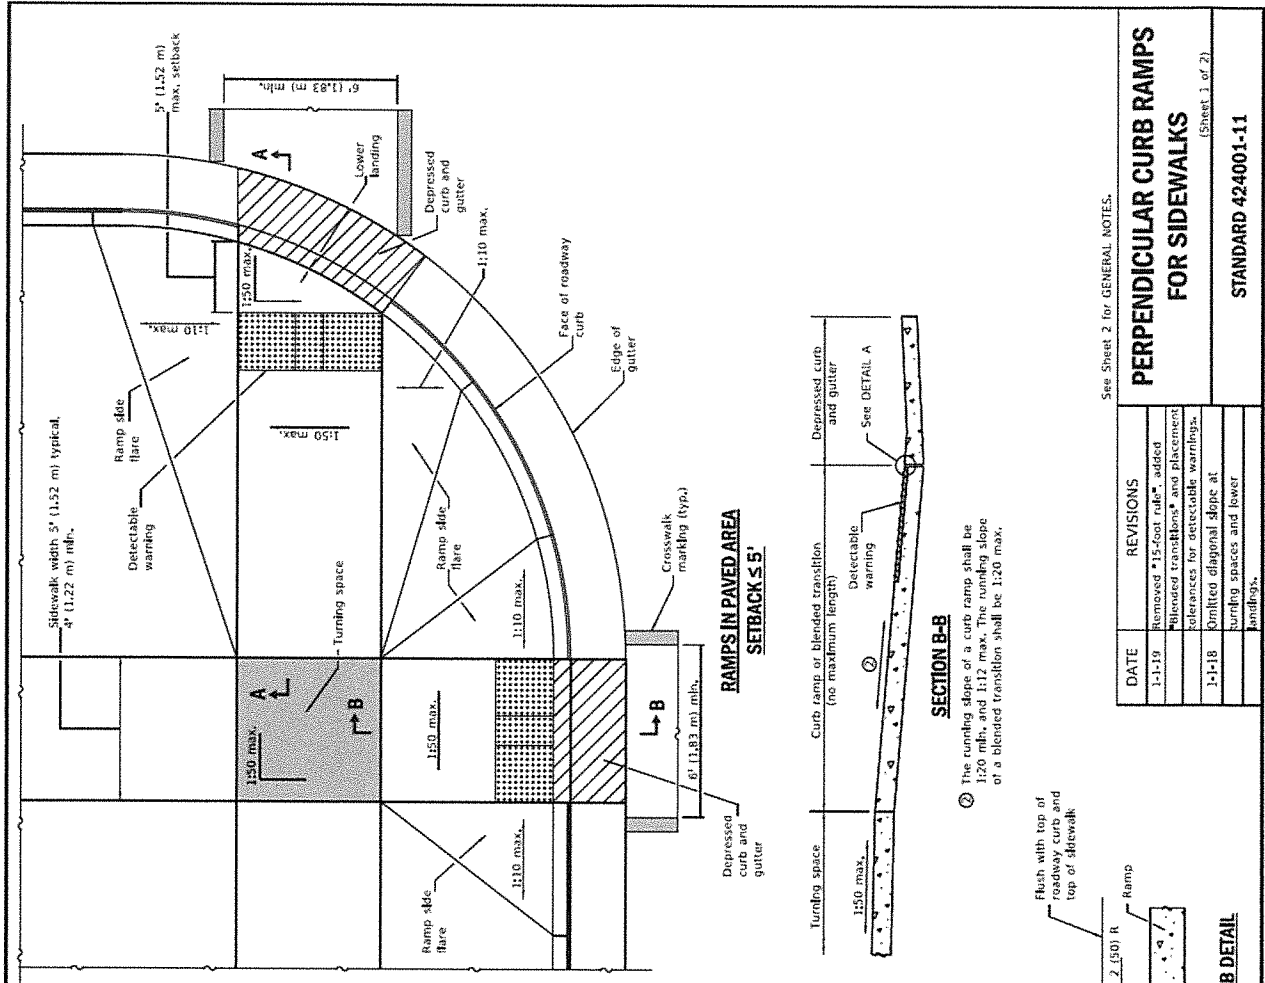 5' (1.52 m)
max. setback
6' (1.83 m) min.
Sidewalk width 5' (1.52 m) typical,
4' (1.22 m) min.
A
Lower
landing
Depressed
curb and
gutter
1:10 max.
1:50 max.
1:10 max.
Face of roadway
curb
Edge of
gutter
Ramp side
flare
Detectable
warning
1:50 max.
Ramp side
flare
Turning space
1:10 max.
A
B
1:50 max.
1:50 max.
Crosswalk
marking (typ.)
B
6' (1.83 m) min.
Ramp side
flare
1:10 max.
Depressed
curb and
gutter
RAMPS IN PAVED AREA
SETBACK ≤ 5'
Turning space
Curb ramp or blended transition
(no maximum length)
Depressed curb
and gutter
1:50 max.
②
Detectable
warning
See DETAIL A
SECTION B-B
② The running slope of a curb ramp shall be
1:20 min. and 1:12 max. The running slope
of a blended transition shall be 1:20 max.
Flush with top of
roadway curb and
top of sidewalk
2 (50) R
Ramp
B DETAIL
See Sheet 2 for GENERAL NOTES.
DATE REVISIONS
1-1-19 Removed "15-foot rule", added
"Blended transitions" and placement
tolerances for detectable warnings.
1-1-18 Omitted diagonal slope at
turning spaces and lower
landings.
PERPENDICULAR CURB RAMPS
FOR SIDEWALKS
(Sheet 1 of 2)
STANDARD 424001-11